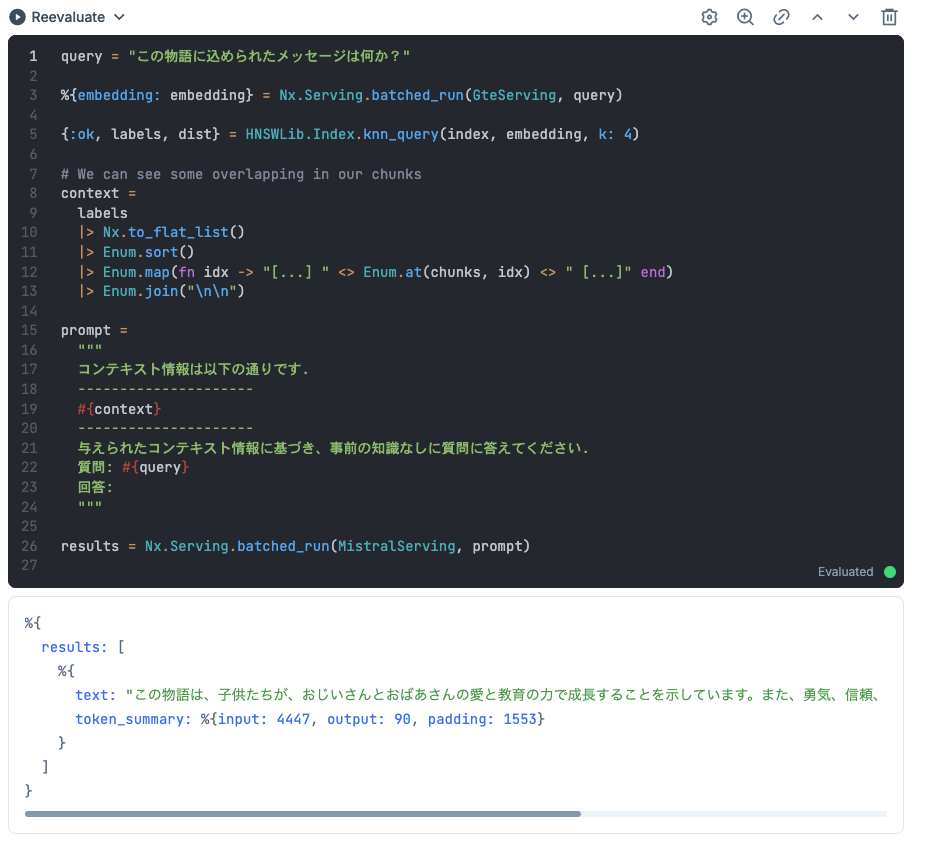 Reevaluate
1 query = "この物語に込められたメッセージは何か？"
2
3 %{embedding: embedding} = Nx.Serving.batched_run(GteServing, query)
4
5 {:ok, labels, dist} = HNSWLib.Index.knn_query(index, embedding, k: 4)
6
7 # We can see some overlapping in our chunks
8 context =
9   labels
10   |> Nx.to_flat_list()
11   |> Enum.sort()
12   |> Enum.map(fn idx -> "[...] " <> Enum.at(chunks, idx) <> " [...]" end)
13   |> Enum.join("\n\n")
14
15 prompt =
16   """
17   コンテキスト情報は以下の通りです.
18   ---------------------
19   #{context}
20   ---------------------
21   与えられたコンテキスト情報に基づき、事前の知識なしに質問に答えてください.
22   質問: #{query}
23   回答:
24   """
25
26 results = Nx.Serving.batched_run(MistralServing, prompt)
27
Evaluated
%{
  results: [
    %{
      text: "この物語は、子供たちが、おじいさんとおばあさんの愛と教育の力で成長することを示しています。また、勇気、信頼、
      token_summary: %{input: 4447, output: 90, padding: 1553}
    }
  ]
}